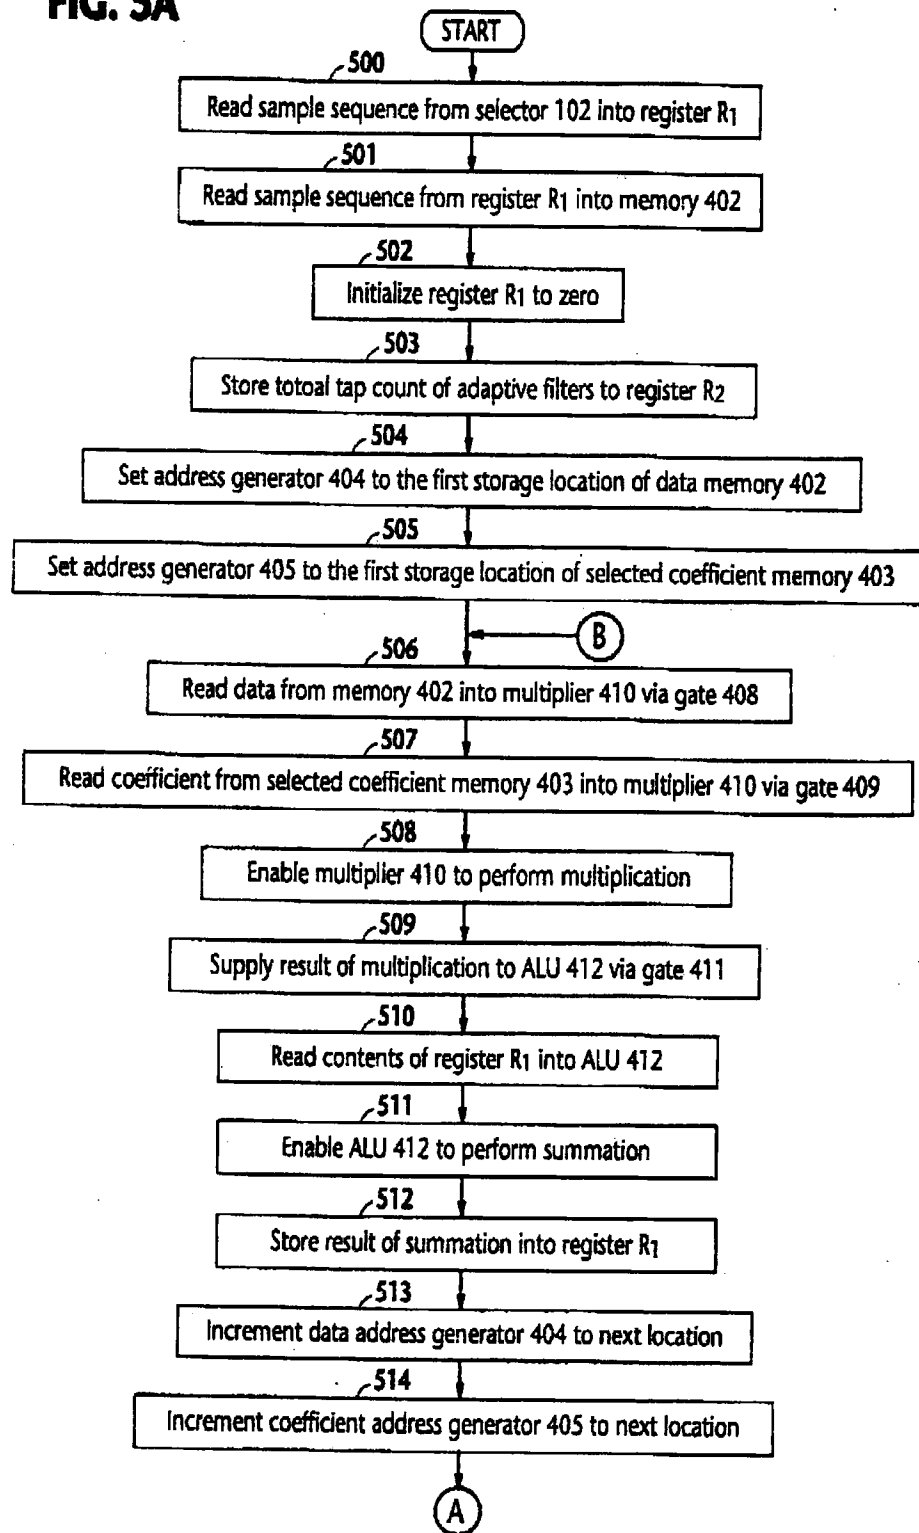 FIG. 5A
START
500
Read sample sequence from selector 102 into register R1
501
Read sample sequence from register R1 into memory 402
502
Initialize register R1 to zero
503
Store totoal tap count of adaptive filters to register R2
504
Set address generator 404 to the first storage location of data memory 402
505
Set address generator 405 to the first storage location of selected coefficient memory 403
B
506
Read data from memory 402 into multiplier 410 via gate 408
507
Read coefficient from selected coefficient memory 403 into multiplier 410 via gate 409
508
Enable multiplier 410 to perform multiplication
509
Supply result of multiplication to ALU 412 via gate 411
510
Read contents of register R1 into ALU 412
511
Enable ALU 412 to perform summation
512
Store result of summation into register R1
513
Increment data address generator 404 to next location
514
Increment coefficient address generator 405 to next location
A